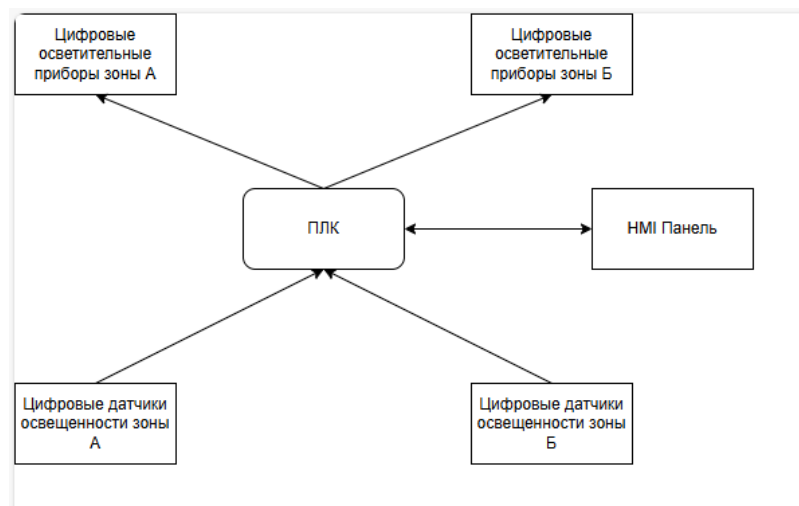 Цифровые
осветительные
приборы зоны А
Цифровые
осветительные
приборы зоны Б
ПЛК
HMI Панель
Цифровые датчики
освещенности зоны
А
Цифровые датчики
освещенности зоны
Б